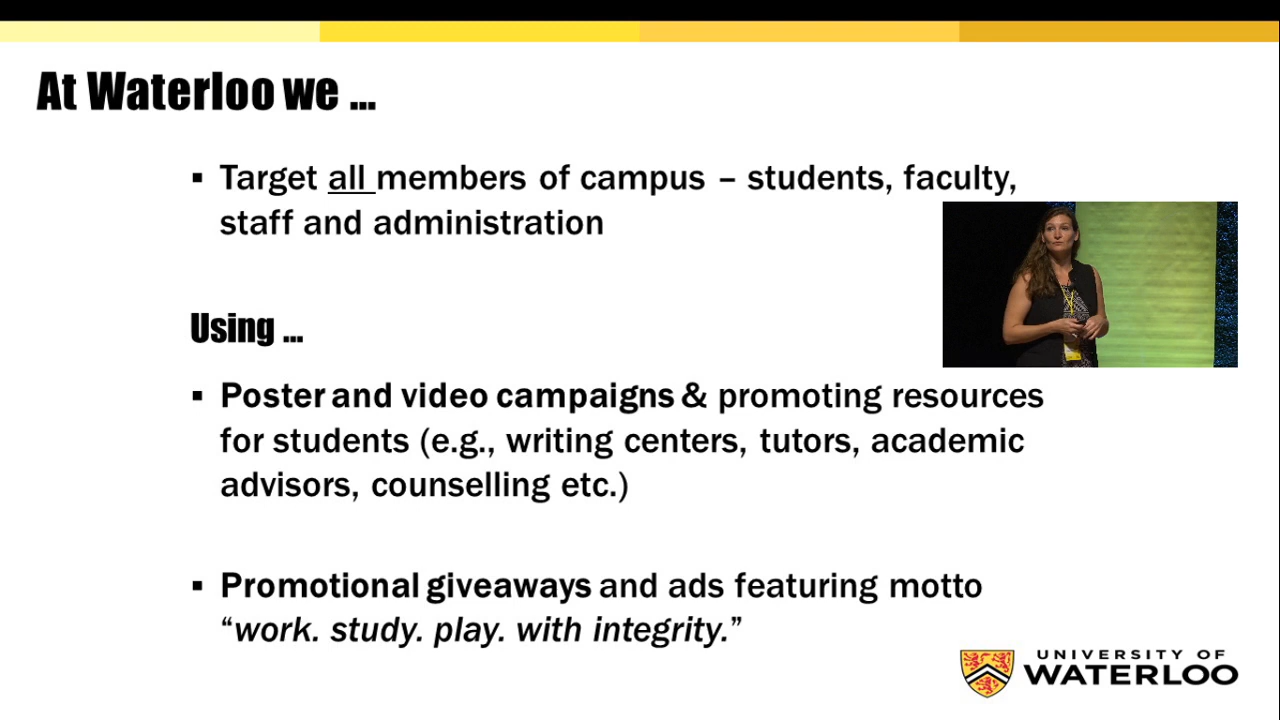 At Waterloo we ...
▪ Target all members of campus – students, faculty,
staff and administration
Using ...
▪ Poster and video campaigns & promoting resources
for students (e.g., writing centers, tutors, academic
advisors, counselling etc.)
▪ Promotional giveaways and ads featuring motto
“work. study. play. with integrity.”
UNIVERSITY OF
WATERLOO